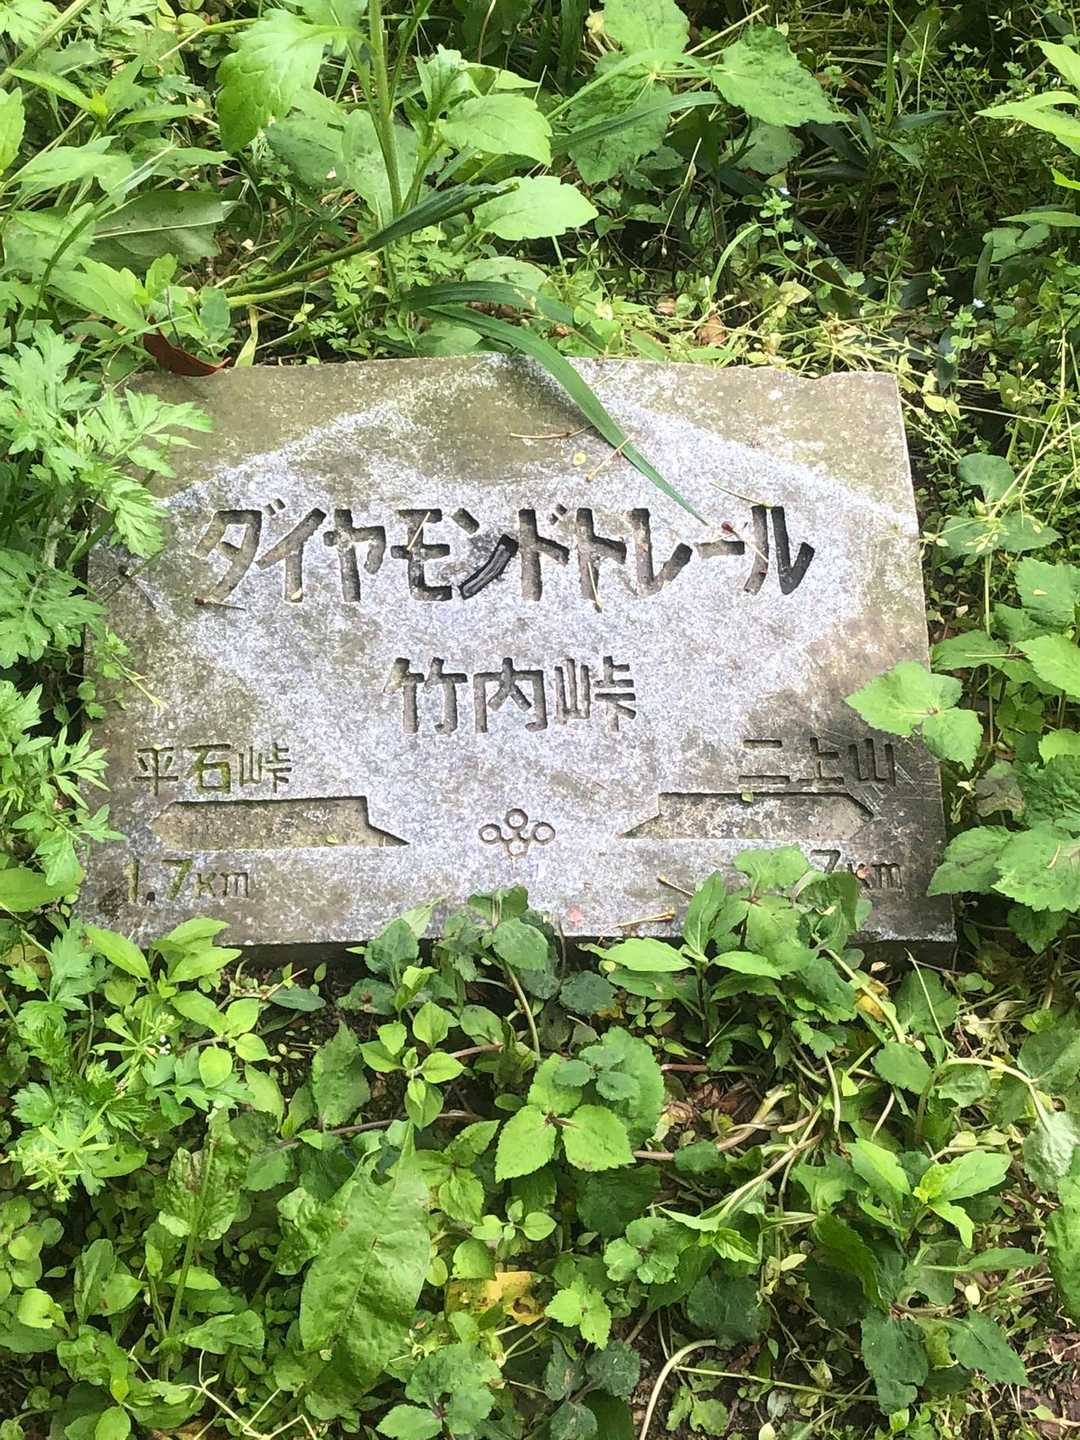 ダイヤモンドトレール
竹内峠
平石峠 二上山
1.7km 7km